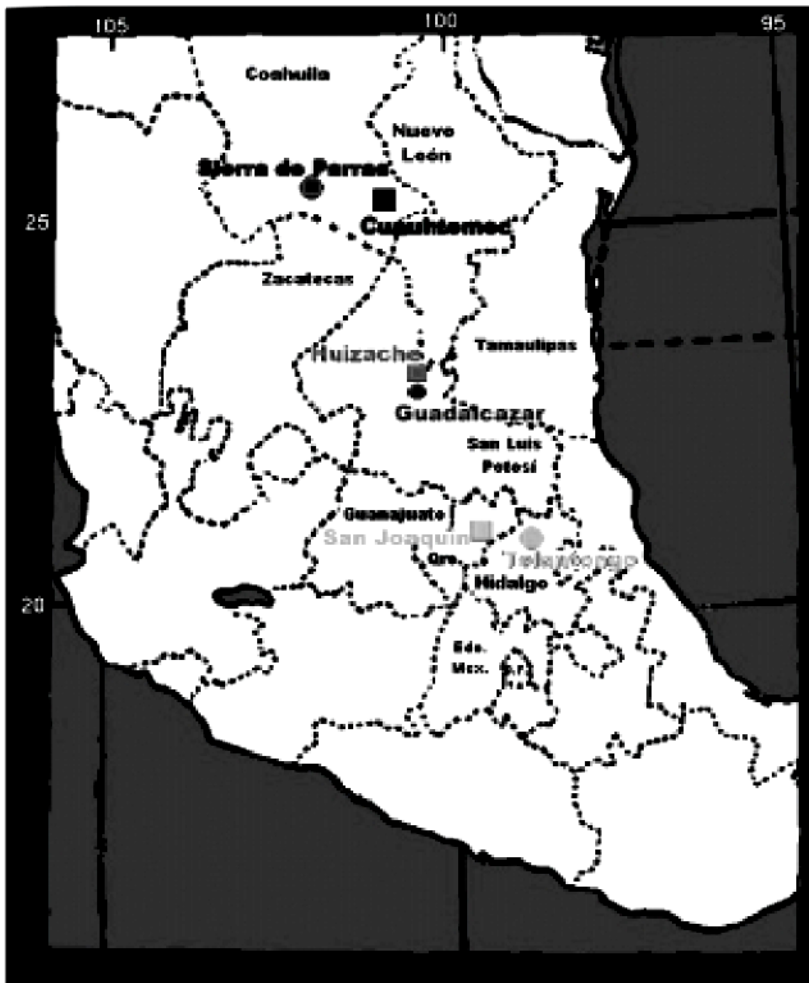 105 100 95
Coahuila
Nuevo
León
Sierra de Parras
25
Cuauhtemoc
Zacatecas
Huizache
Tamaulipas
Guadalcazar
San Luis
Potosí
Guanajuato
San Joaquin
Qro.
Hidalgo
20
Edo.
Mex.